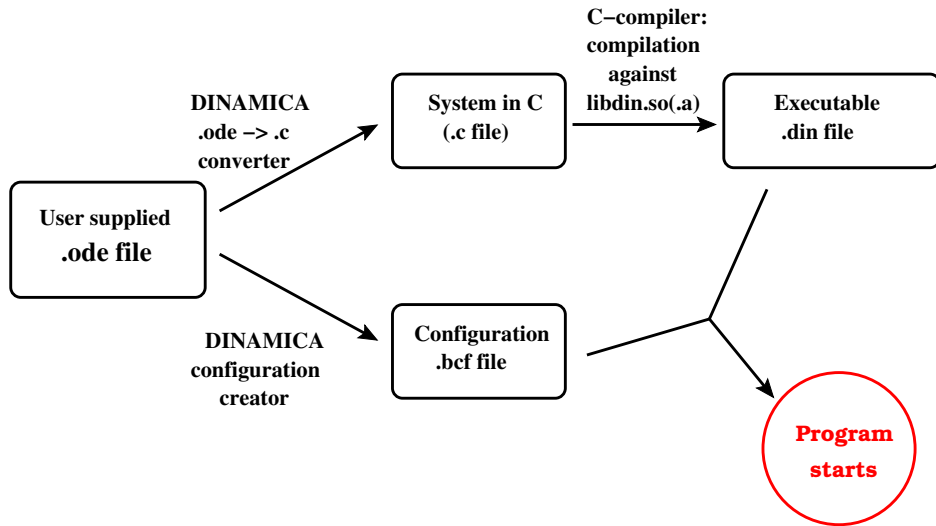 C−compiler:
compilation
against
libdin.so(.a)
DINAMICA
.ode −> .c
converter
System in C
(.c file)
Executable
.din file
User supplied
.ode file
DINAMICA
configuration
creator
Configuration
.bcf file
Program
starts